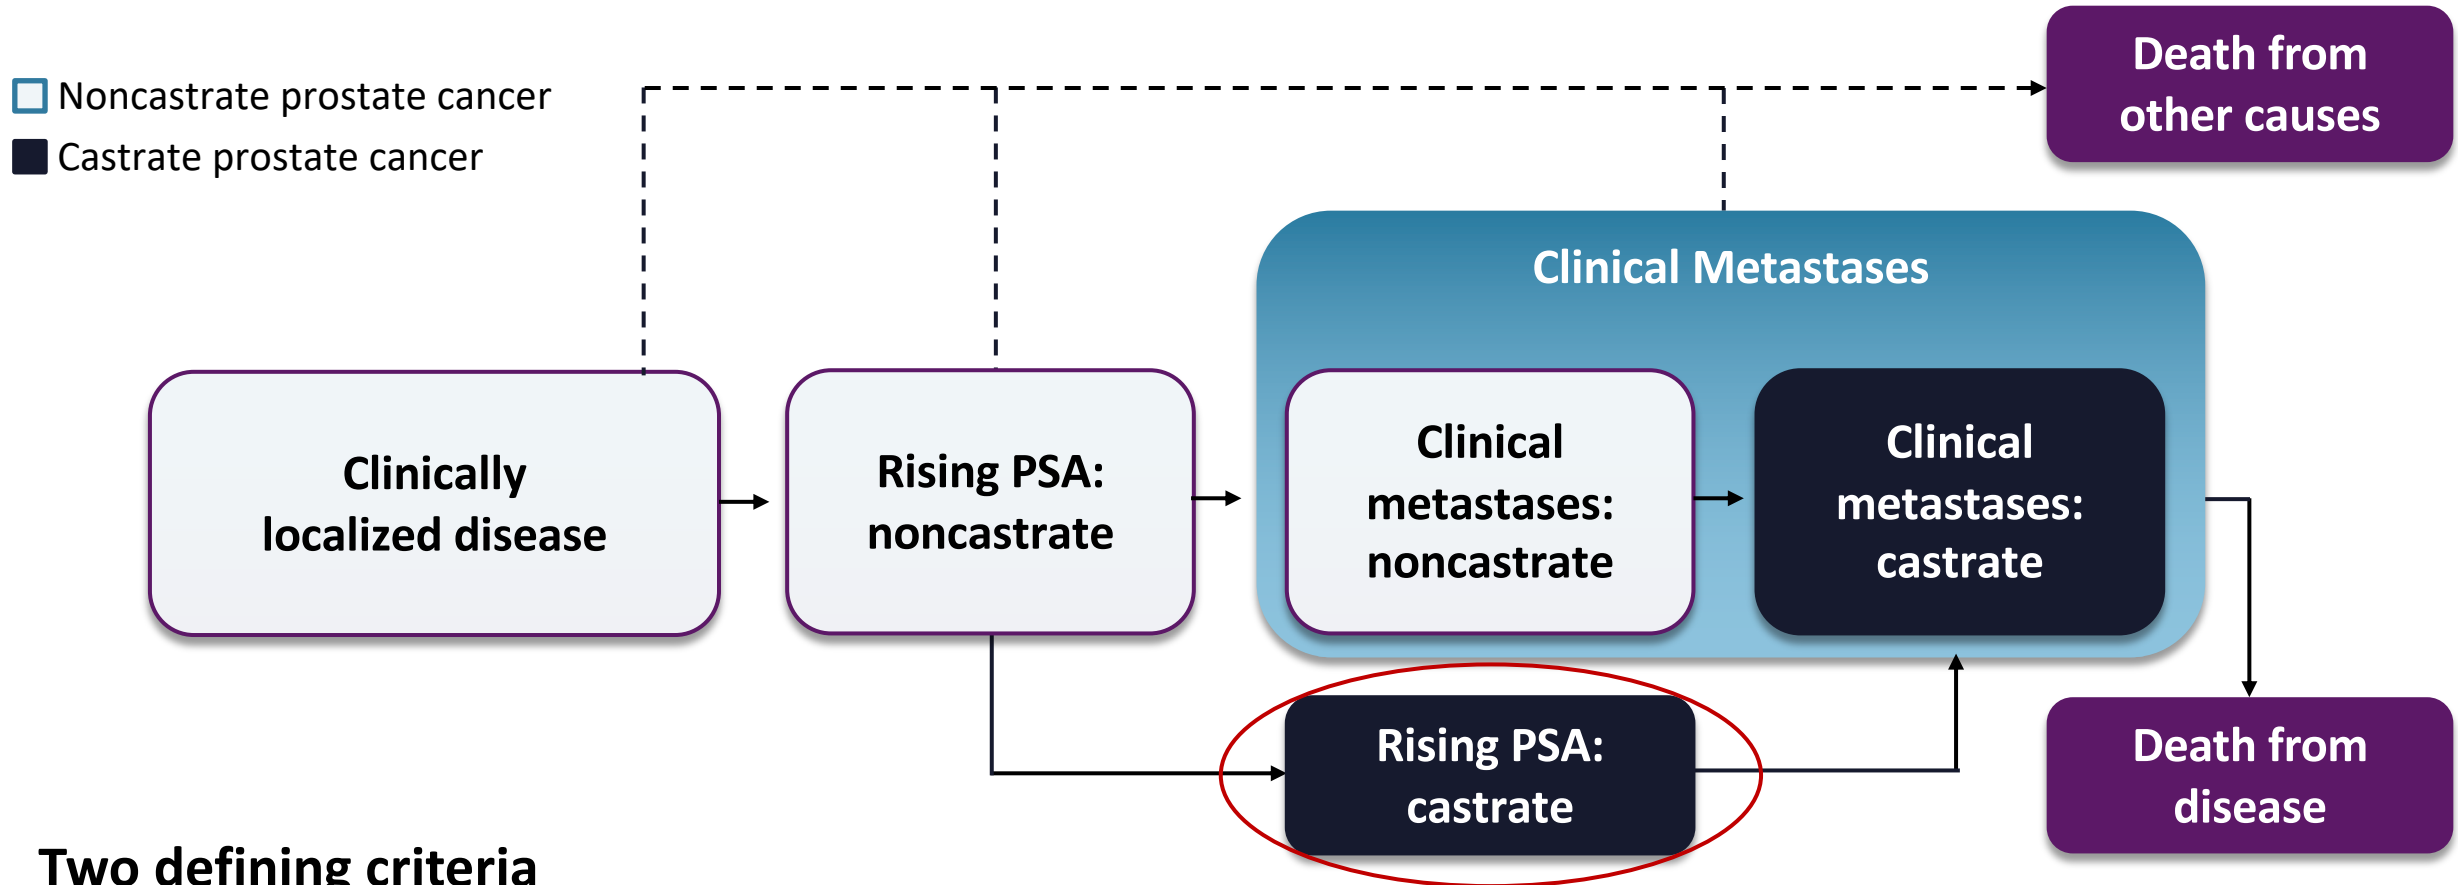 Death from
other causes
Noncastrate prostate cancer
Castrate prostate cancer
Clinical Metastases
Clinically
localized disease
Rising PSA:
noncastrate
Clinical
metastases:
noncastrate
Clinical
metastases:
castrate
Rising PSA:
castrate
Death from
disease
Two defining criteria